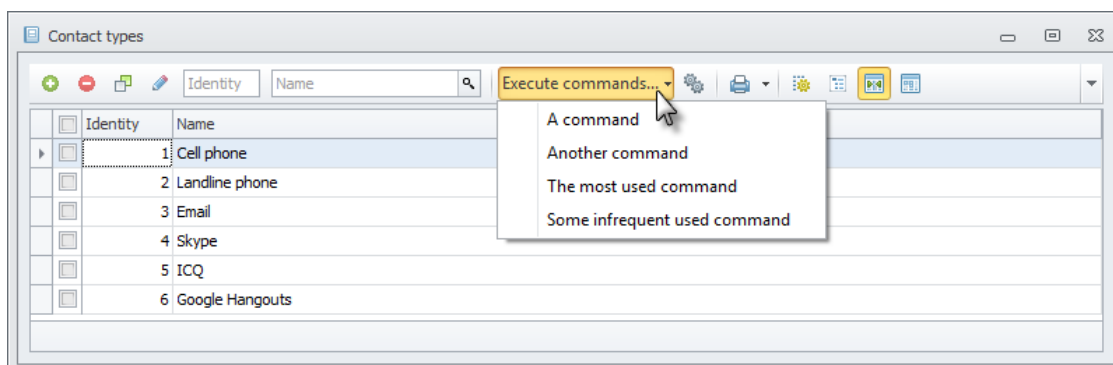 Contact types
Identity Name Execute commands...
A command
Another command
The most used command
Some infrequent used command
Identity Name
1 Cell phone
2 Landline phone
3 Email
4 Skype
5 ICQ
6 Google Hangouts